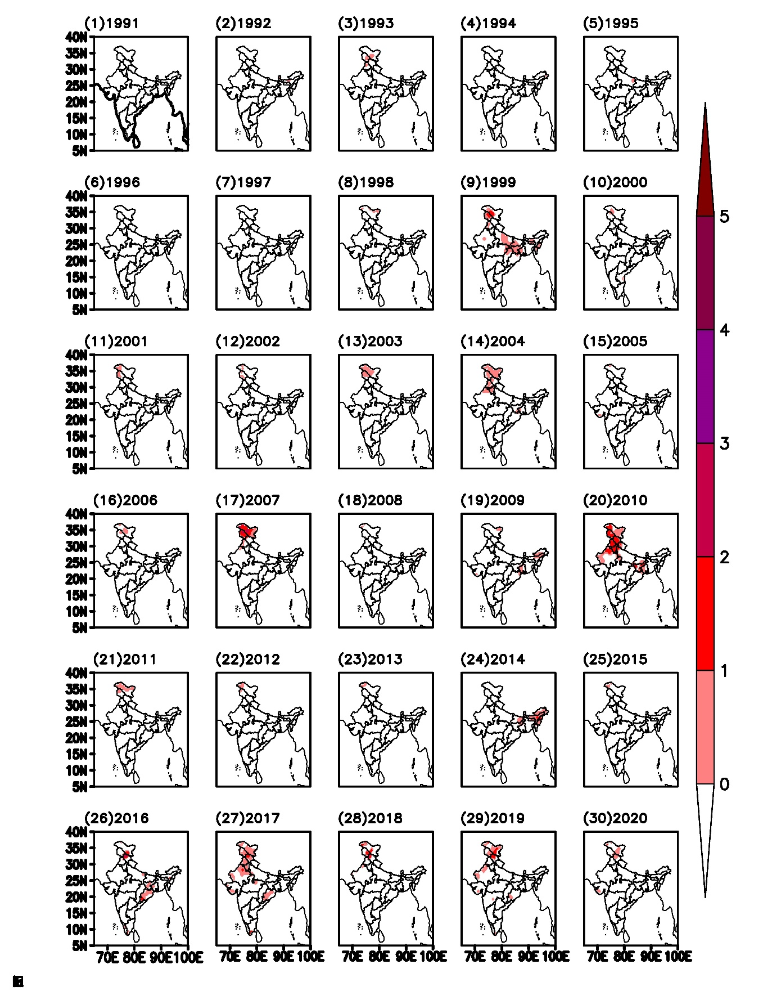 (1)1991 (2)1992 (3)1993 (4)1994 (5)1995
40N
35N
30N
25N
20N
15N
10N
5N
(6)1996 (7)1997 (8)1998 (9)1999 (10)2000
40N
35N
30N
25N
20N
15N
10N
5N
(11)2001 (12)2002 (13)2003 (14)2004 (15)2005
40N
35N
30N
25N
20N
15N
10N
5N
(16)2006 (17)2007 (18)2008 (19)2009 (20)2010
40N
35N
30N
25N
20N
15N
10N
5N
(21)2011 (22)2012 (23)2013 (24)2014 (25)2015
40N
35N
30N
25N
20N
15N
10N
5N
(26)2016 (27)2017 (28)2018 (29)2019 (30)2020
40N
35N
30N
25N
20N
15N
10N
5N
70E 80E 90E 100E 70E 80E 90E 100E 70E 80E 90E 100E 70E 80E 90E 100E 70E 80E 90E 100E
5
4
3
2
1
0